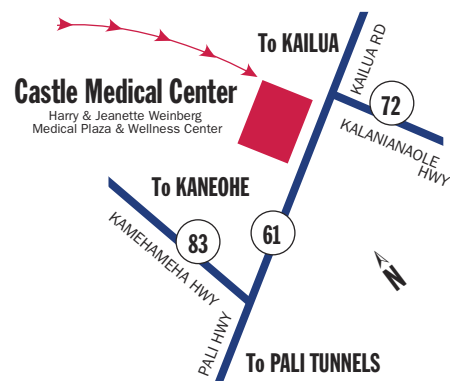 To KAILUA
KAILUA RD
72
KALANIANAOLE
HWY
Castle Medical Center
Harry & Jeanette Weinberg
Medical Plaza & Wellness Center
To KANEOHE
83
61
KAMEHAMEHA HWY
N
PALI HWY
To PALI TUNNELS